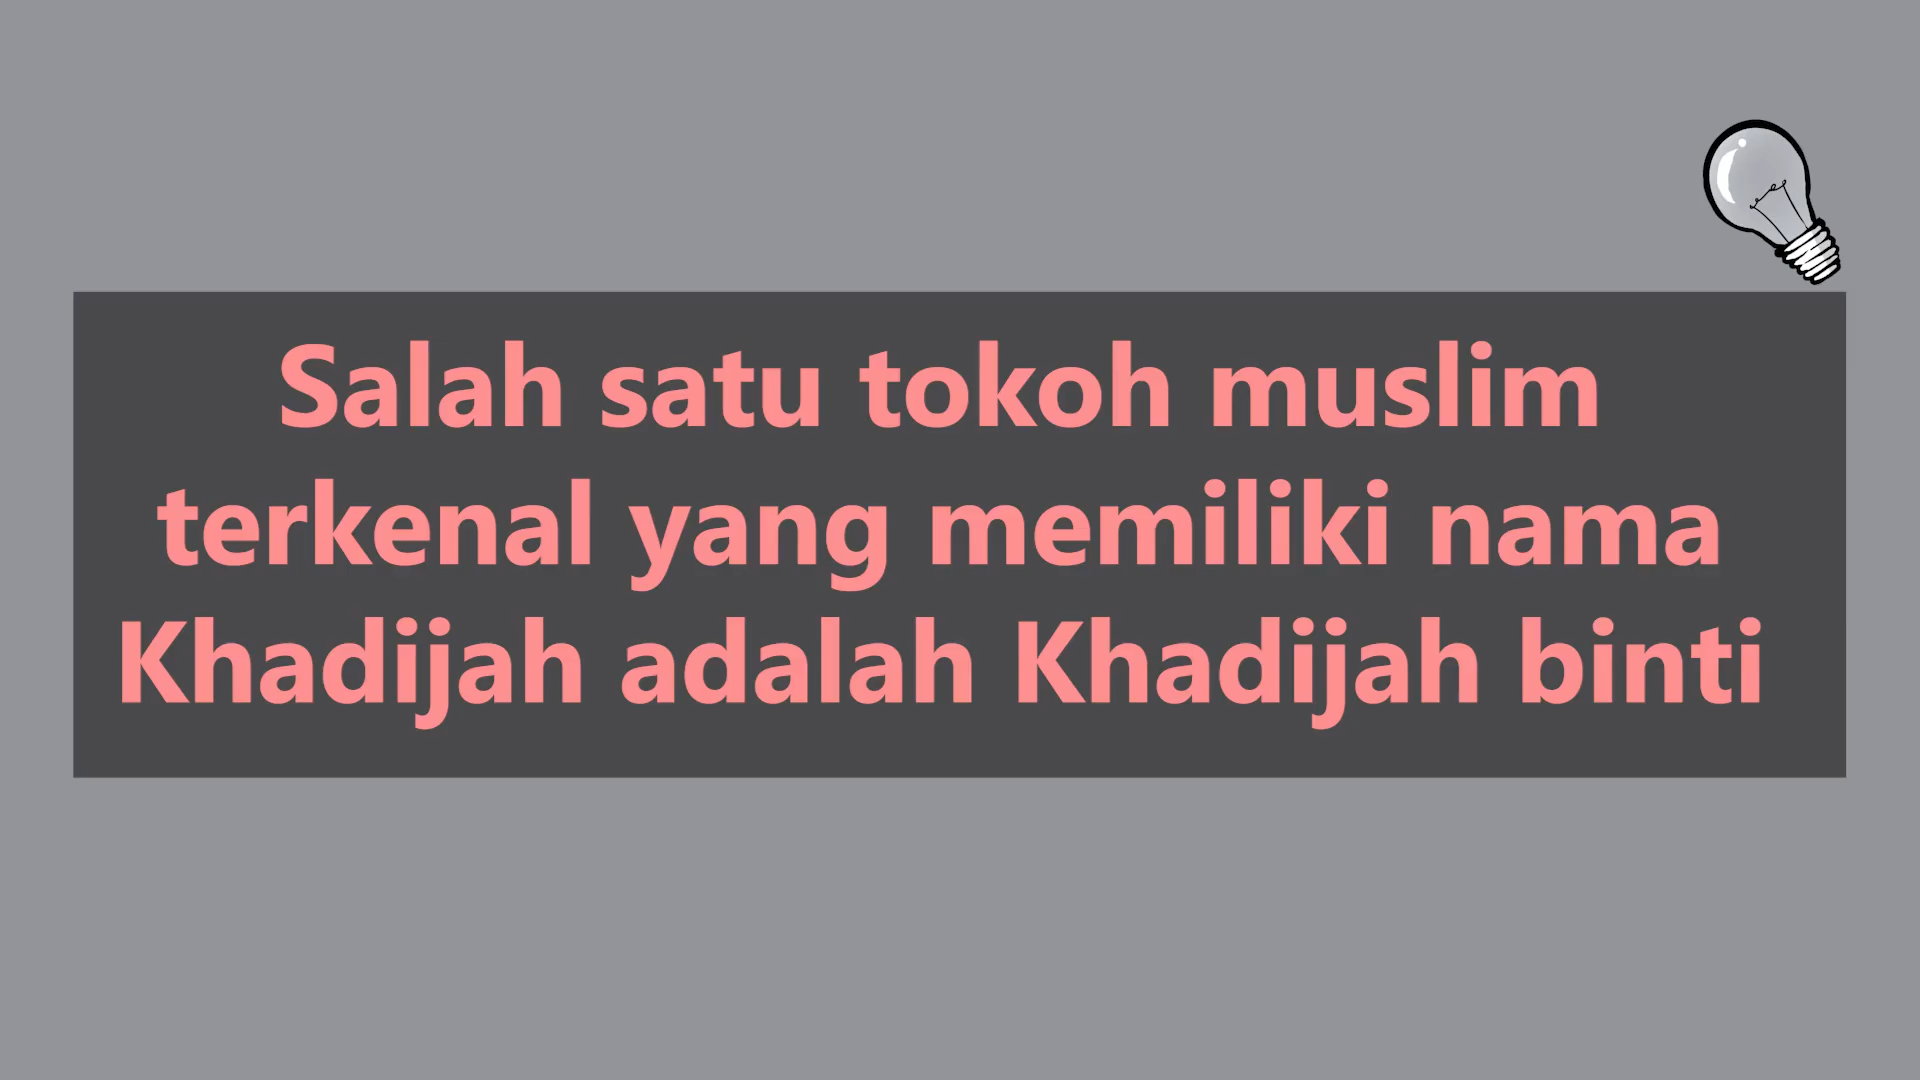 Salah satu tokoh muslim
terkenal yang memiliki nama
Khadijah adalah Khadijah binti